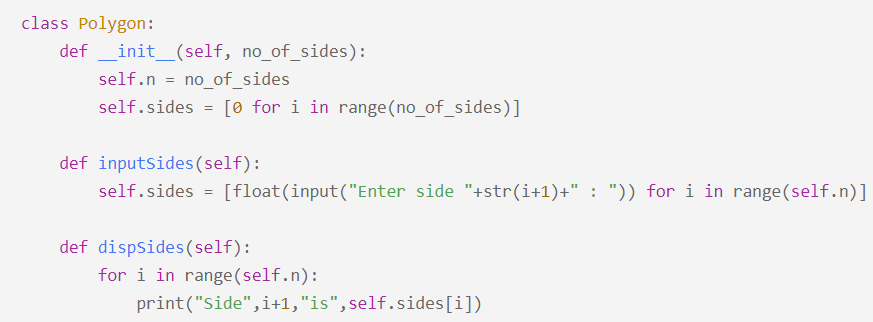 class Polygon:
    def __init__(self, no_of_sides):
        self.n = no_of_sides
        self.sides = [0 for i in range(no_of_sides)]

    def inputSides(self):
        self.sides = [float(input("Enter side "+str(i+1)+" : ")) for i in range(self.n)]

    def dispSides(self):
        for i in range(self.n):
            print("Side",i+1,"is",self.sides[i])